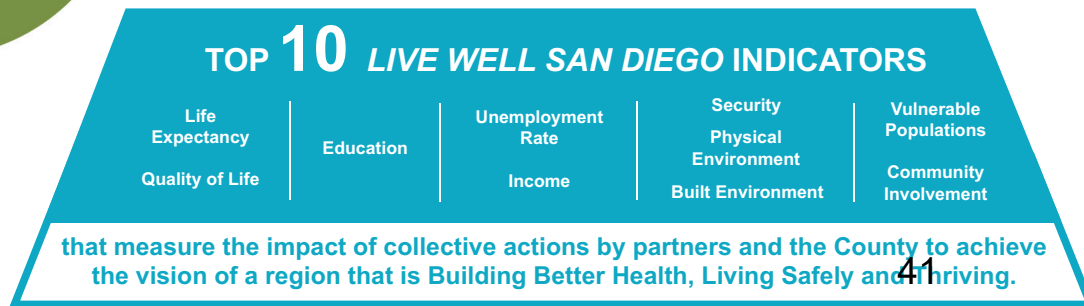 TOP 10 LIVE WELL SAN DIEGO INDICATORS
Life
Expectancy
Quality of Life
Education
Unemployment
Rate
Income
Security
Physical
Environment
Built Environment
Vulnerable
Populations
Community
Involvement
that measure the impact of collective actions by partners and the County to achieve
the vision of a region that is Building Better Health, Living Safely and Thriving.
41